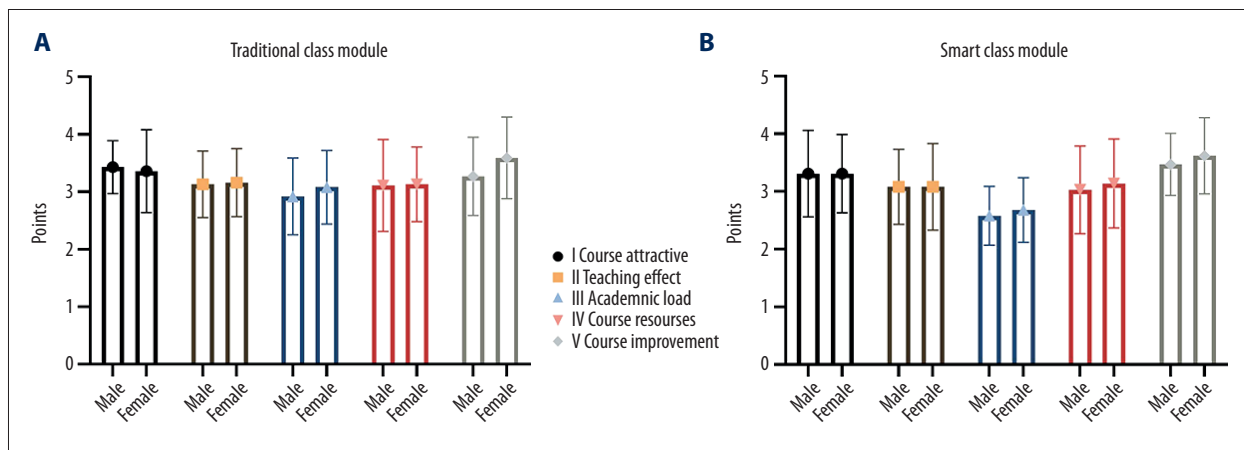 A
Traditional class module
5
4
3
2
1
0
Points
Male
Female
Male
Female
Male
Female
Male
Female
Male
Female
I Course attractive
II Teaching effect
III Academnic load
IV Course resourses
V Course improvement
B
Smart class module
5
4
3
2
1
0
Points
Male
Female
Male
Female
Male
Female
Male
Female
Male
Female